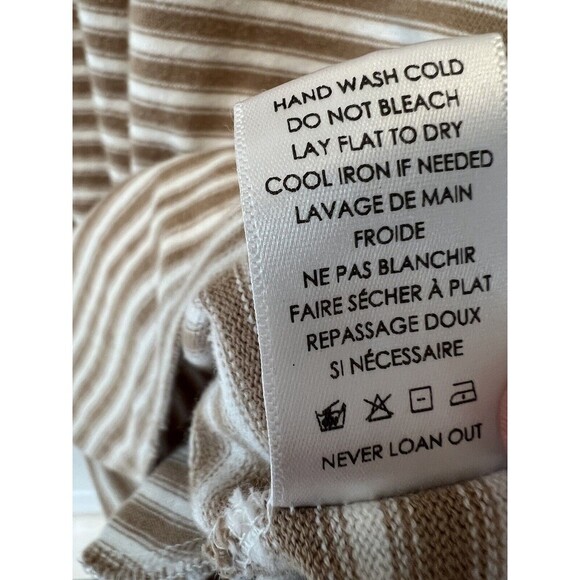 HAND WASH COLD
DO NOT BLEACH
LAY FLAT TO DRY
COOL IRON IF NEEDED
LAVAGE DE MAIN
FROIDE
NE PAS BLANCHIR
FAIRE SÉCHER À PLAT
REPASSAGE DOUX
SI NÉCESSAIRE
NEVER LOAN OUT